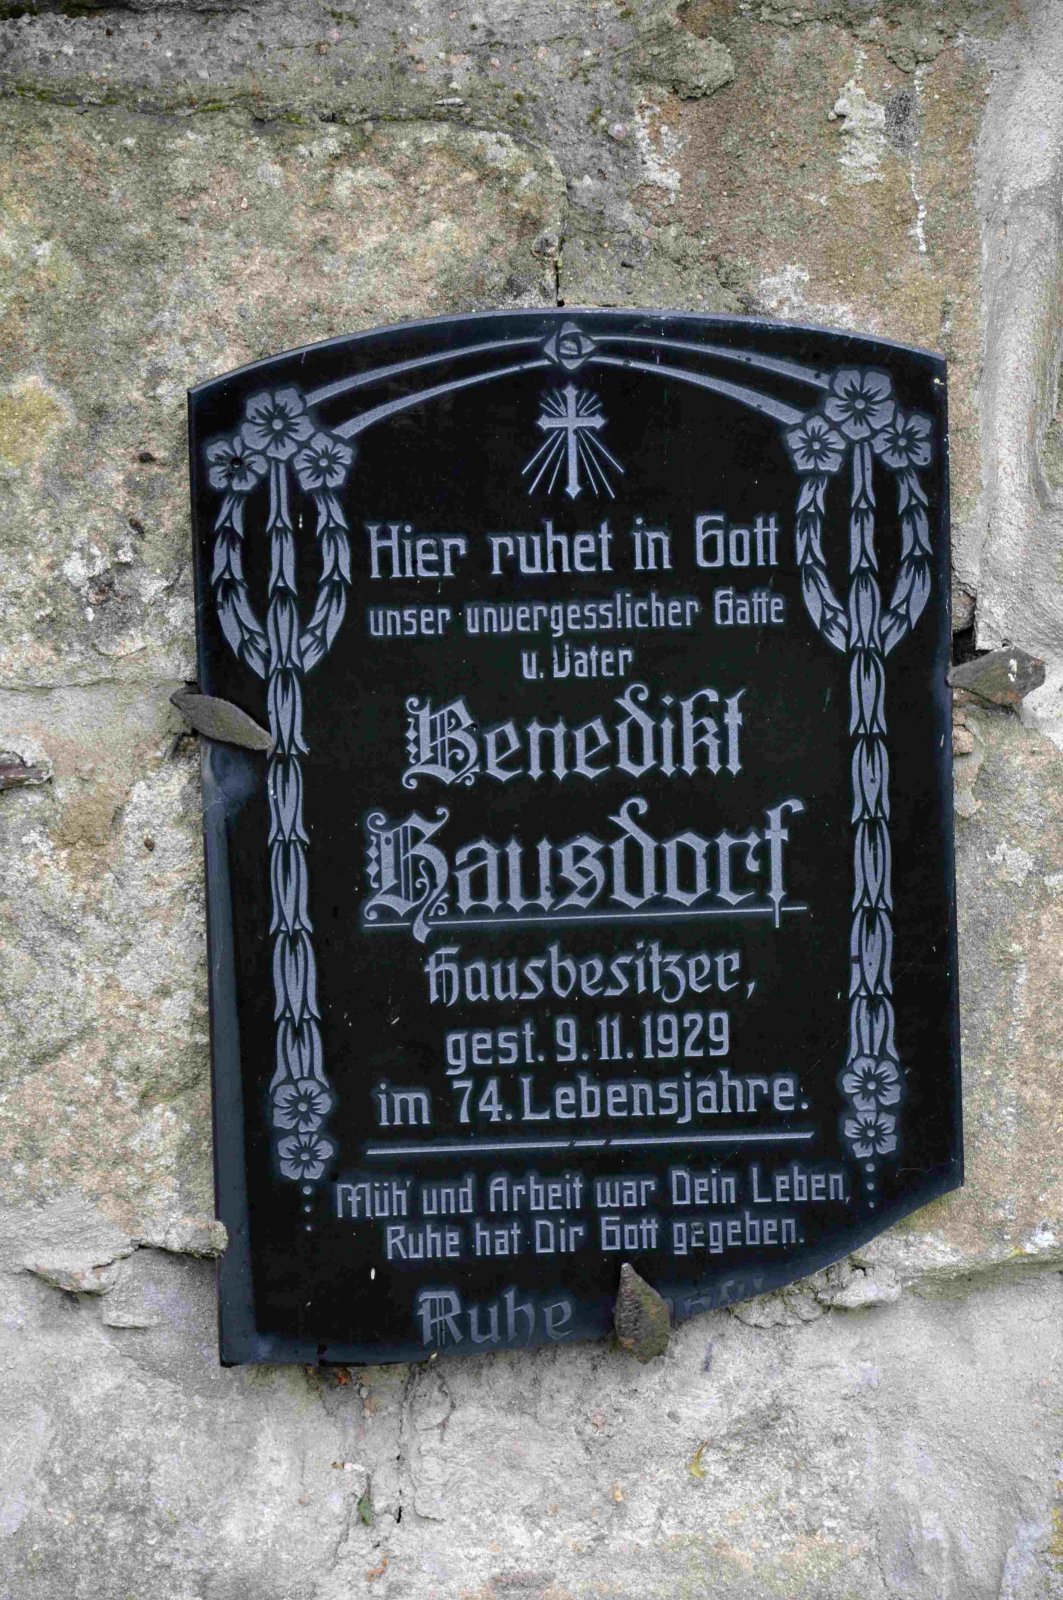 Hier ruhet in Gott
unser unvergesslicher Gatte
u. Vater
Benedikt
Hausdorf
Hausbesitzer,
gest. 9. 11. 1929
im 74. Lebensjahre.
Müh' und Arbeit war Dein Leben,
Ruhe hat Dir Gott gegeben.
Ruhe